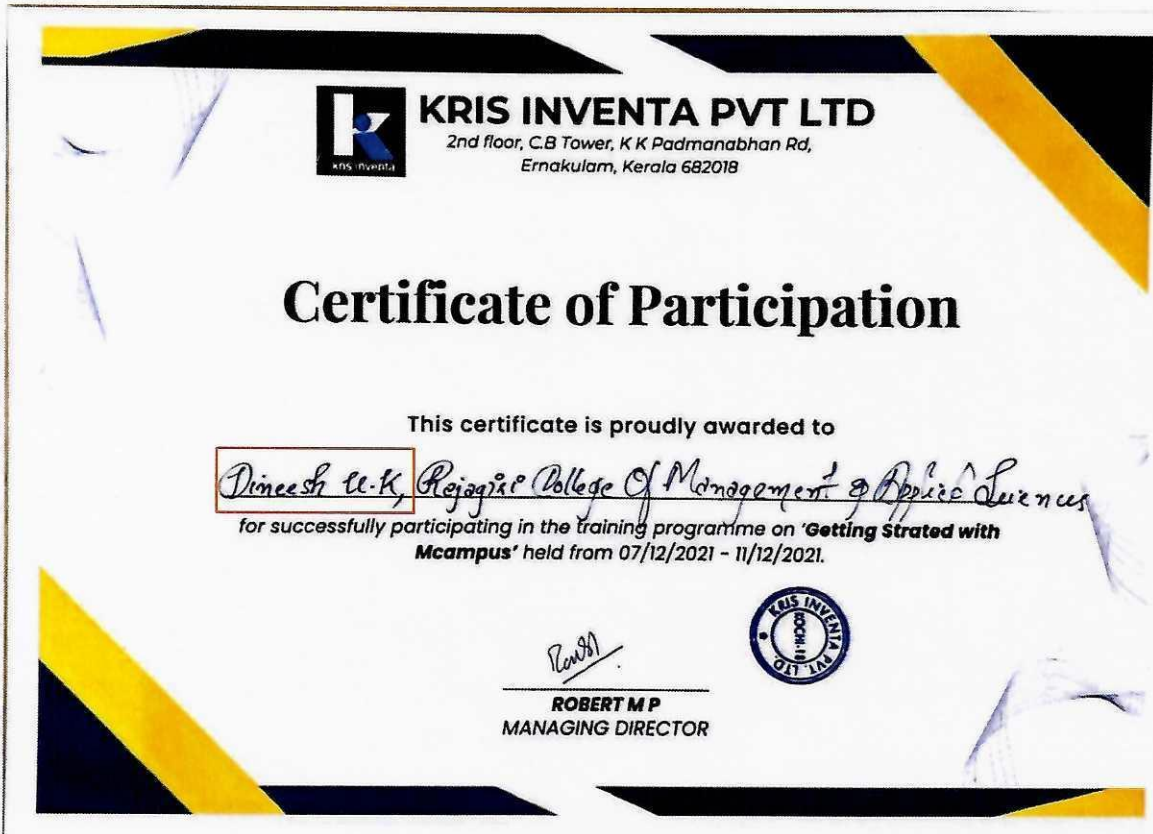 kris inventa
KRIS INVENTA PVT LTD
2nd floor, C.B Tower, K K Padmanabhan Rd,
Ernakulam, Kerala 682018
Certificate of Participation
This certificate is proudly awarded to
Dineesh U.K, Rajagiri College Of Management & Applied Sciences
for successfully participating in the training programme on 'Getting Strated with
Mcampus' held from 07/12/2021 - 11/12/2021.
KRIS INVENTA PVT. LTD.
KOCHI-18
ROBERT M P
MANAGING DIRECTOR